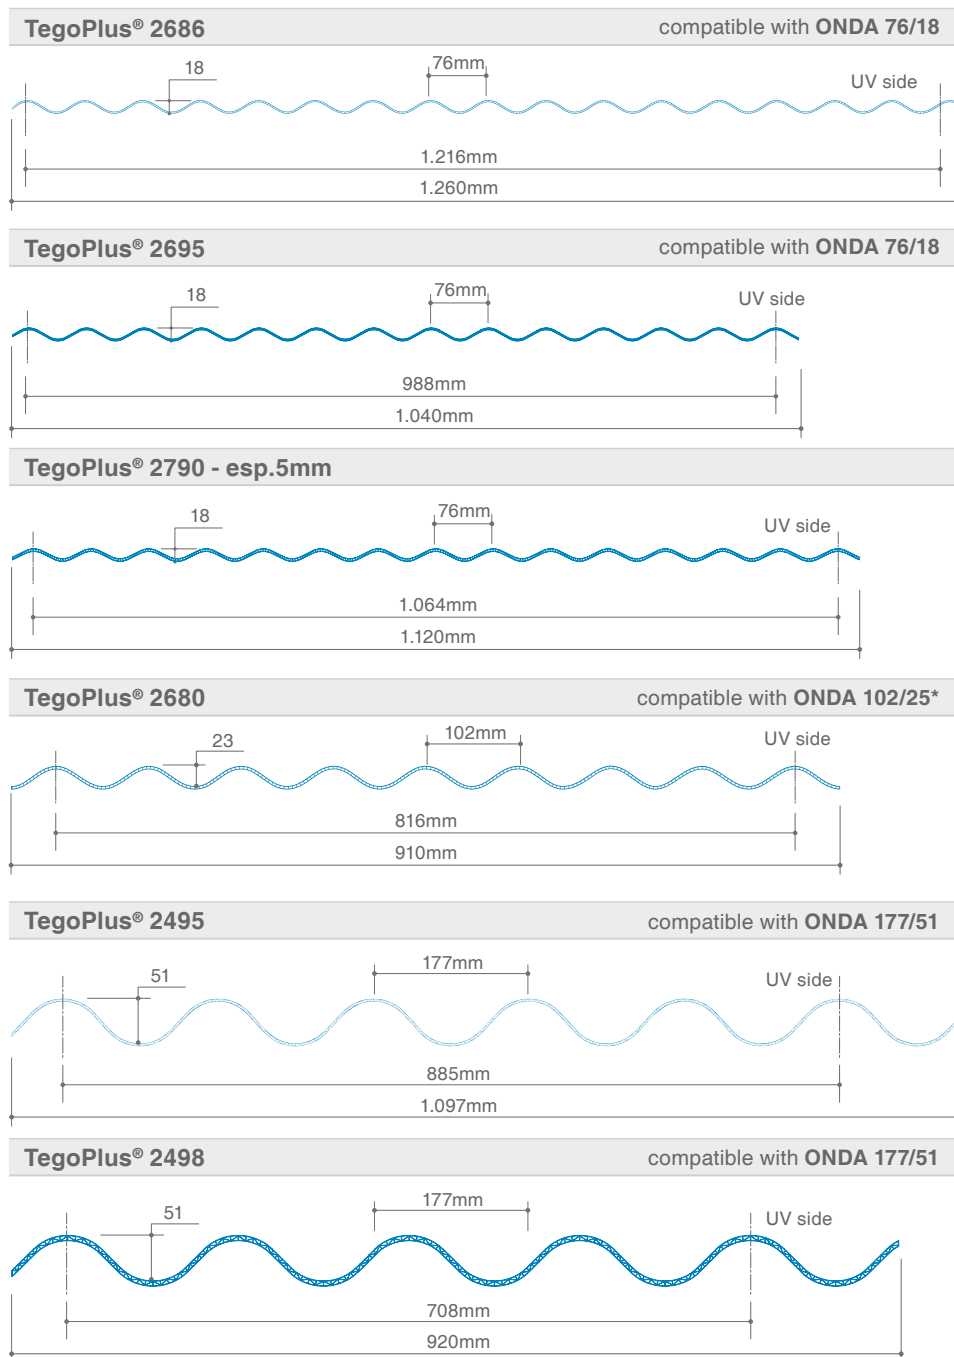 TegoPlus® 2686 compatible with ONDA 76/18
18 76mm UV side
1.216mm
1.260mm
TegoPlus® 2695 compatible with ONDA 76/18
18 76mm UV side
988mm
1.040mm
TegoPlus® 2790 - esp.5mm
18 76mm UV side
1.064mm
1.120mm
TegoPlus® 2680 compatible with ONDA 102/25*
23 102mm UV side
816mm
910mm
TegoPlus® 2495 compatible with ONDA 177/51
51 177mm UV side
885mm
1.097mm
TegoPlus® 2498 compatible with ONDA 177/51
51 177mm UV side
708mm
920mm